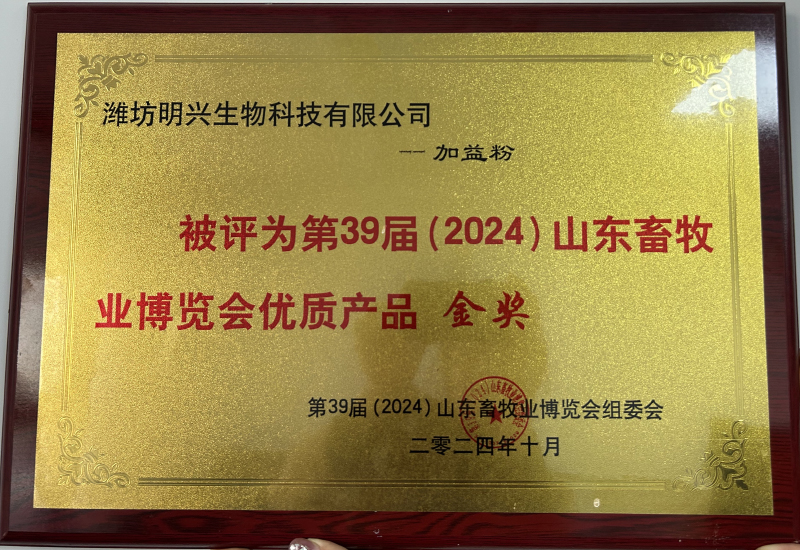 潍坊明兴生物科技有限公司
-- 加益粉
被评为第39届(2024)山东畜牧
业博览会优质产品 金奖
第39届(2024)山东畜牧业博览会组委会
二零二四年十月